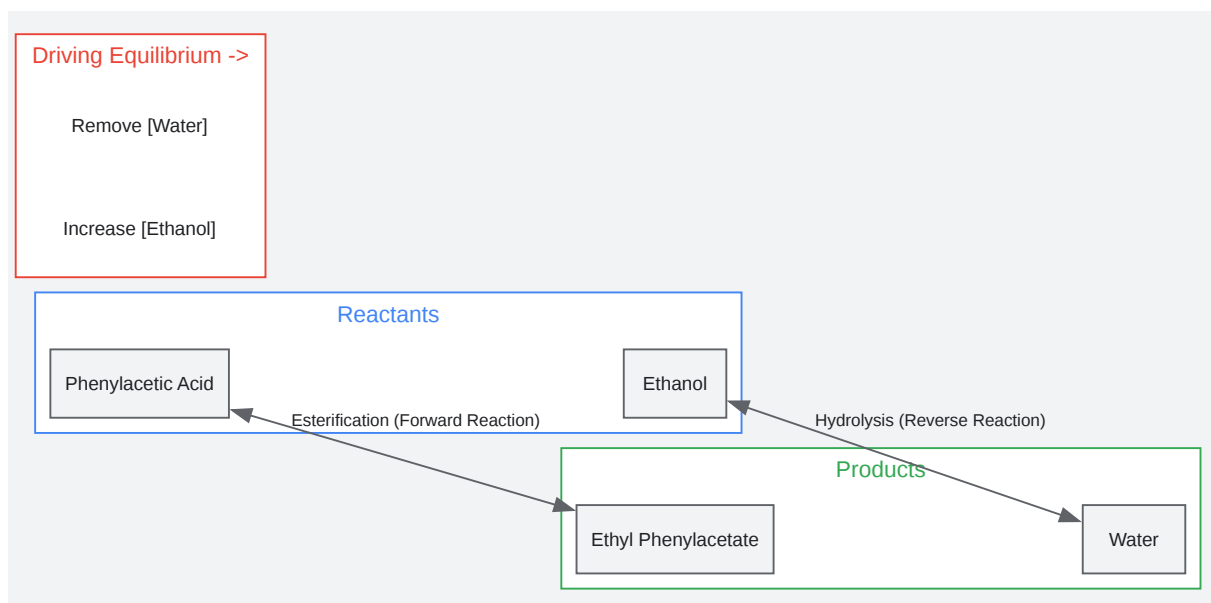 Driving Equilibrium ->
Remove [Water]
Increase [Ethanol]
Reactants
Phenylacetic Acid
Ethanol
Esterification (Forward Reaction)
Hydrolysis (Reverse Reaction)
Products
Ethyl Phenylacetate
Water